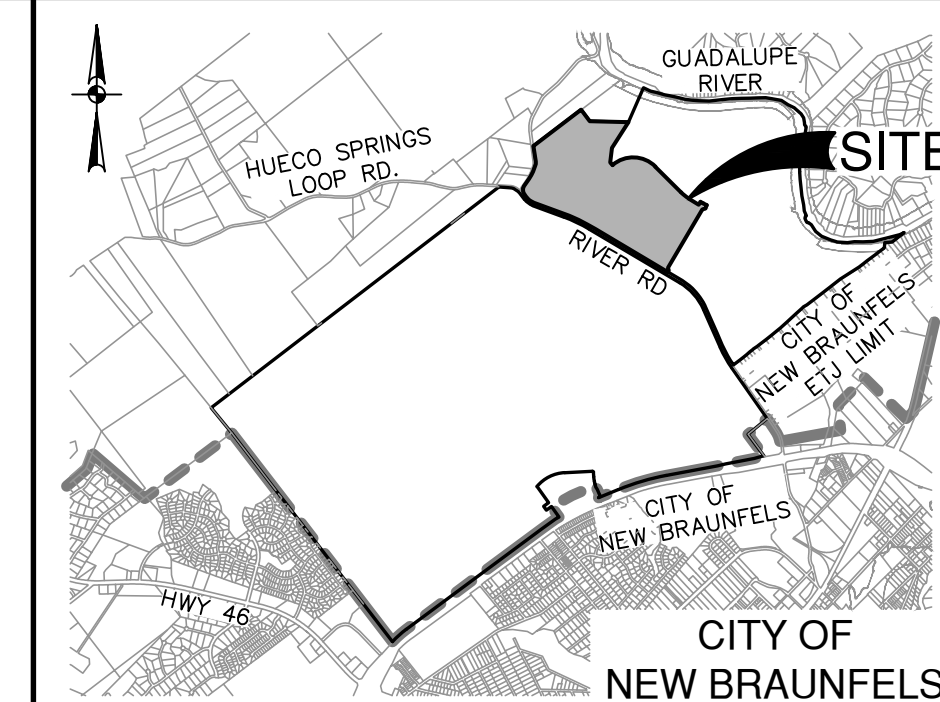 GUADALUPE
RIVER
SITE
HUECO SPRINGS
LOOP RD.
RIVER RD
CITY OF
NEW BRAUNFELS
ETJ LIMIT
CITY OF
NEW BRAUNFELS
HWY 46
CITY OF
NEW BRAUNFELS